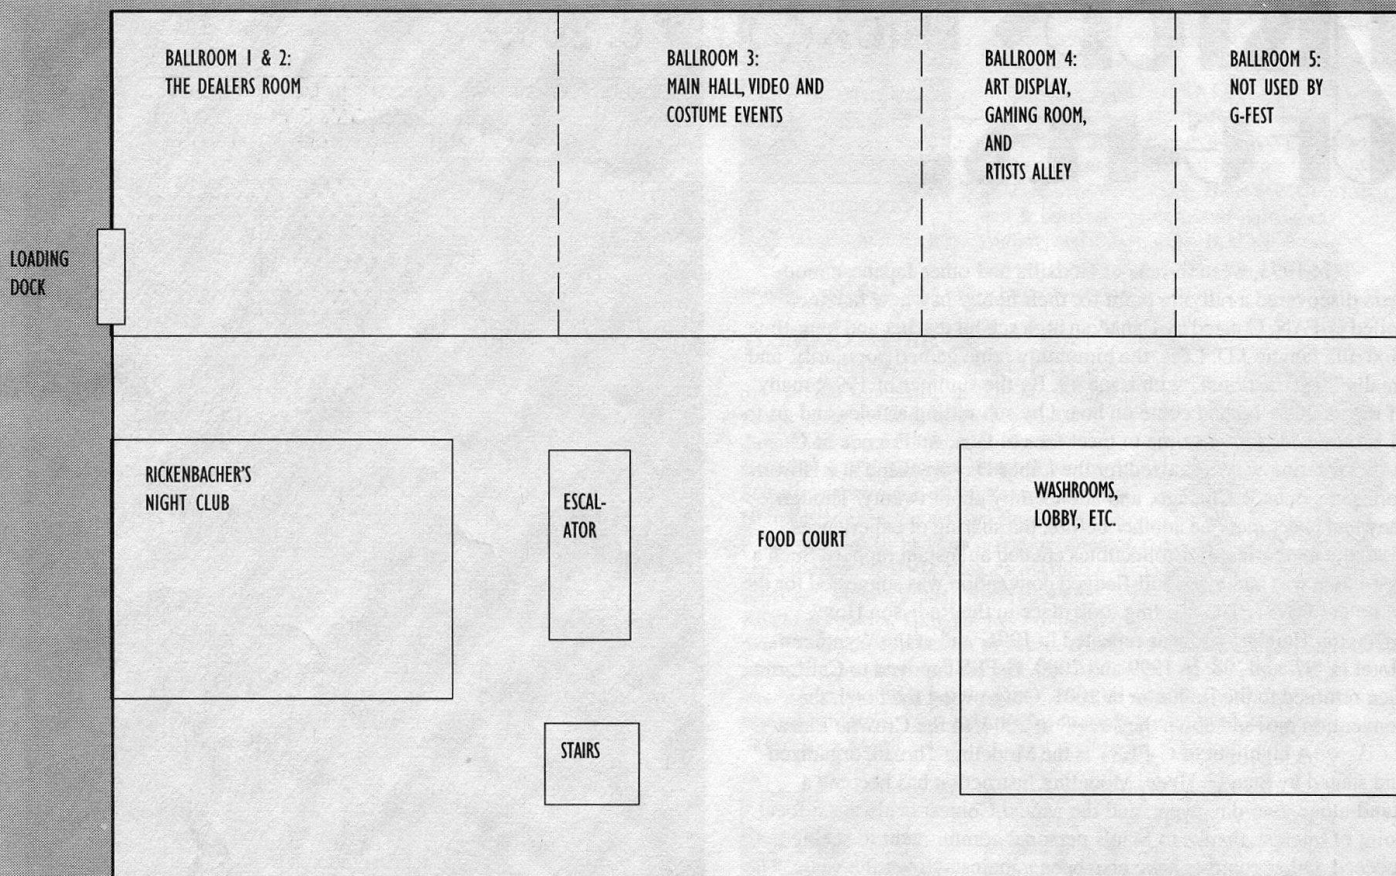 BALLROOM 1 & 2:
THE DEALERS ROOM
BALLROOM 3:
MAIN HALL, VIDEO AND
COSTUME EVENTS
BALLROOM 4:
ART DISPLAY,
GAMING ROOM,
AND
RTISTS ALLEY
BALLROOM 5:
NOT USED BY
G-FEST
LOADING
DOCK
RICKENBACHER'S
NIGHT CLUB
ESCAL-
ATOR
FOOD COURT
WASHROOMS,
LOBBY, ETC.
STAIRS